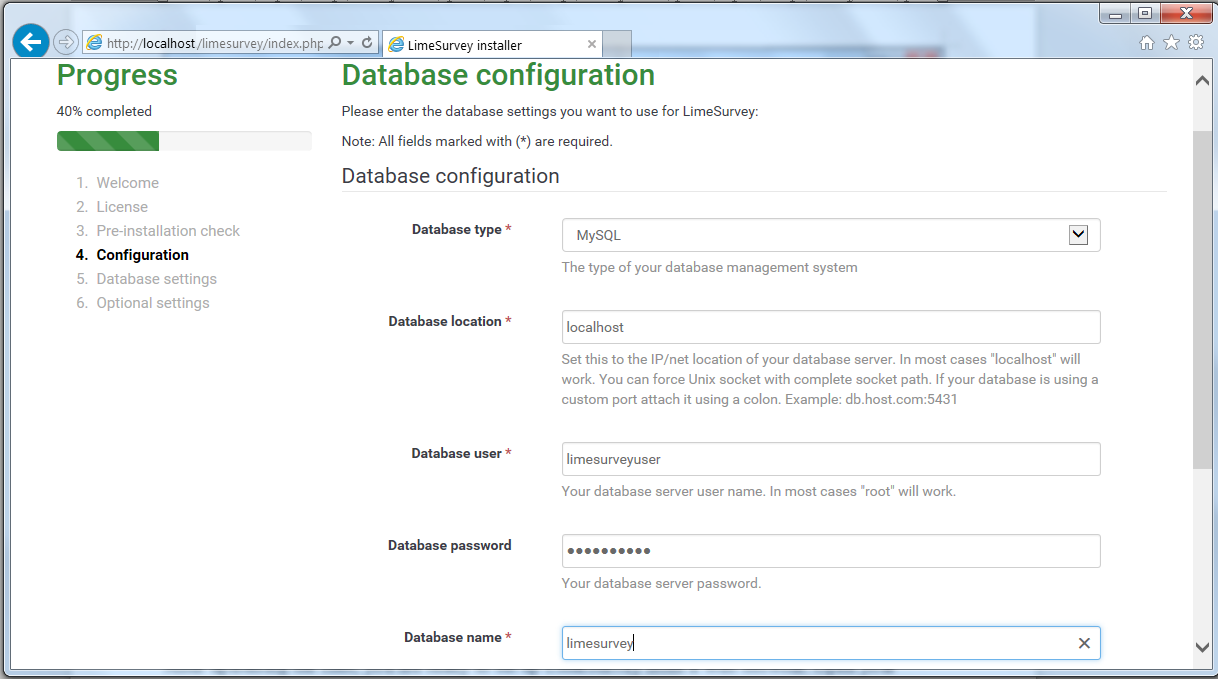 http://localhost/limesurvey/index.php
LimeSurvey installer
Progress
40% completed
1. Welcome
2. License
3. Pre-installation check
4. Configuration
5. Database settings
6. Optional settings
Database configuration
Please enter the database settings you want to use for LimeSurvey:
Note: All fields marked with (*) are required.
Database configuration
Database type *
MySQL
The type of your database management system
Database location *
localhost
Set this to the IP/net location of your database server. In most cases "localhost" will
work. You can force Unix socket with complete socket path. If your database is using a
custom port attach it using a colon. Example: db.host.com:5431
Database user *
limesurveyuser
Your database server user name. In most cases "root" will work.
Database password
●●●●●●●●●●
Your database server password.
Database name *
limesurvey